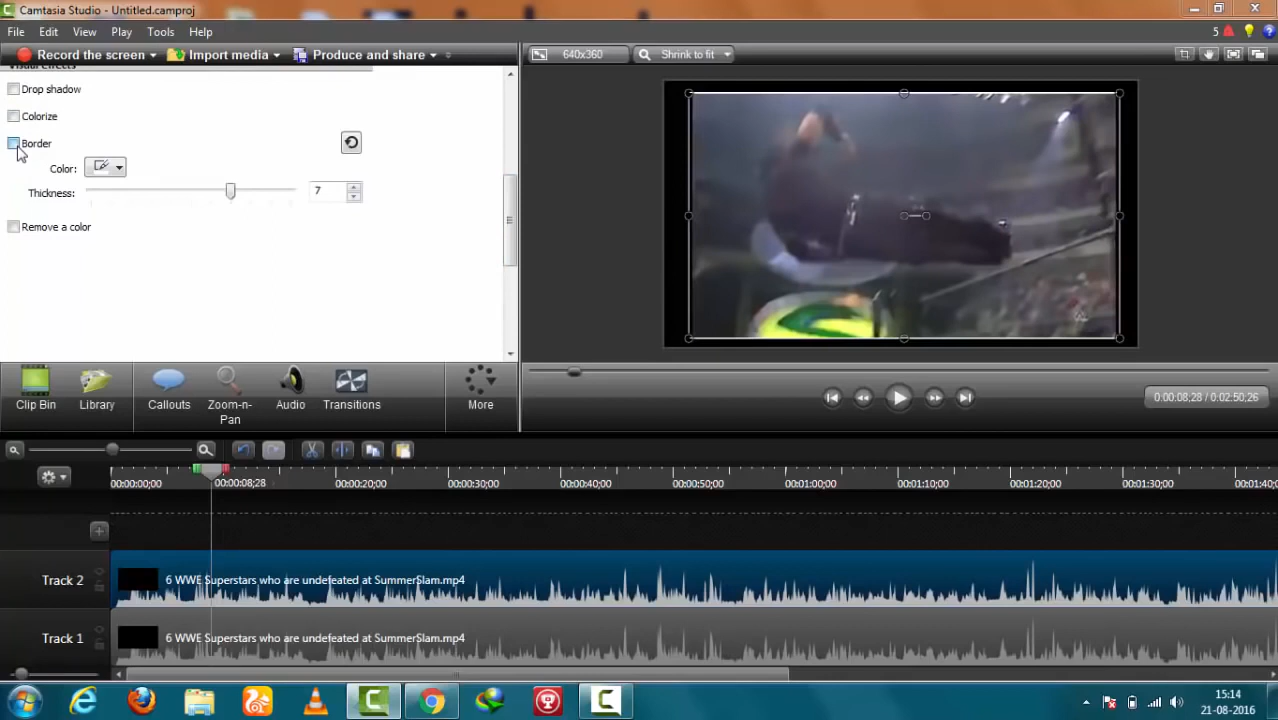 Camtasia Studio - Untitled.camproj
File Edit View Play Tools Help
Record the screen Import media Produce and share
640x360 Shrink to fit
5
Visual Effects
Drop shadow
Colorize
Border
Color:
Thickness: 7
Remove a color
Clip Bin Library Callouts Zoom-n-Pan Audio Transitions More
0:00:08;28 / 0:02:50;26
00:00:00;00 00:00:08;28 00:00:20;00 00:00:30;00 00:00:40;00 00:00:50;00 00:01:00;00 00:01:10;00 00:01:20;00 00:01:30;00 00:01:40;0
Track 2 6 WWE Superstars who are undefeated at SummerSlam.mp4
Track 1 6 WWE Superstars who are undefeated at SummerSlam.mp4
15:14
21-08-2016